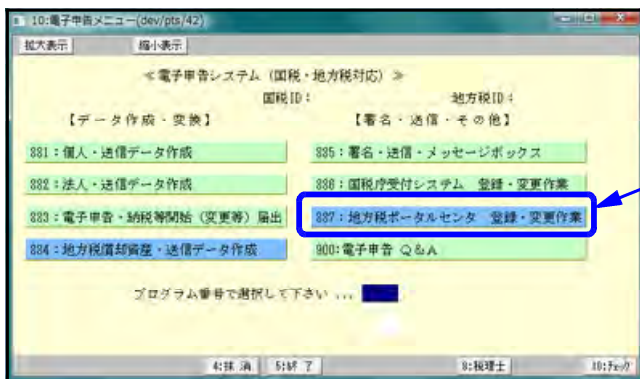 10:電子申告メニュー(dev/pts/42)
拡大表示 縮小表示
≪電子申告システム（国税・地方税対応）≫
国税ID： 地方税ID：
【データ作成・変換】 【署名・送信・その他】
881：個人・送信データ作成 885：署名・送信・メッセージボックス
882：法人・送信データ作成 886：国税庁受付システム 登録・変更作業
883：電子申告・納税等開始（変更等）届出 887：地方税ポータルセンタ 登録・変更作業
884：地方税償却資産・送信データ作成 900:電子申告 Q＆A
プログラム番号で選択して下さい ...
4:抹 消 5:終 了 8:税理士 10:チェック